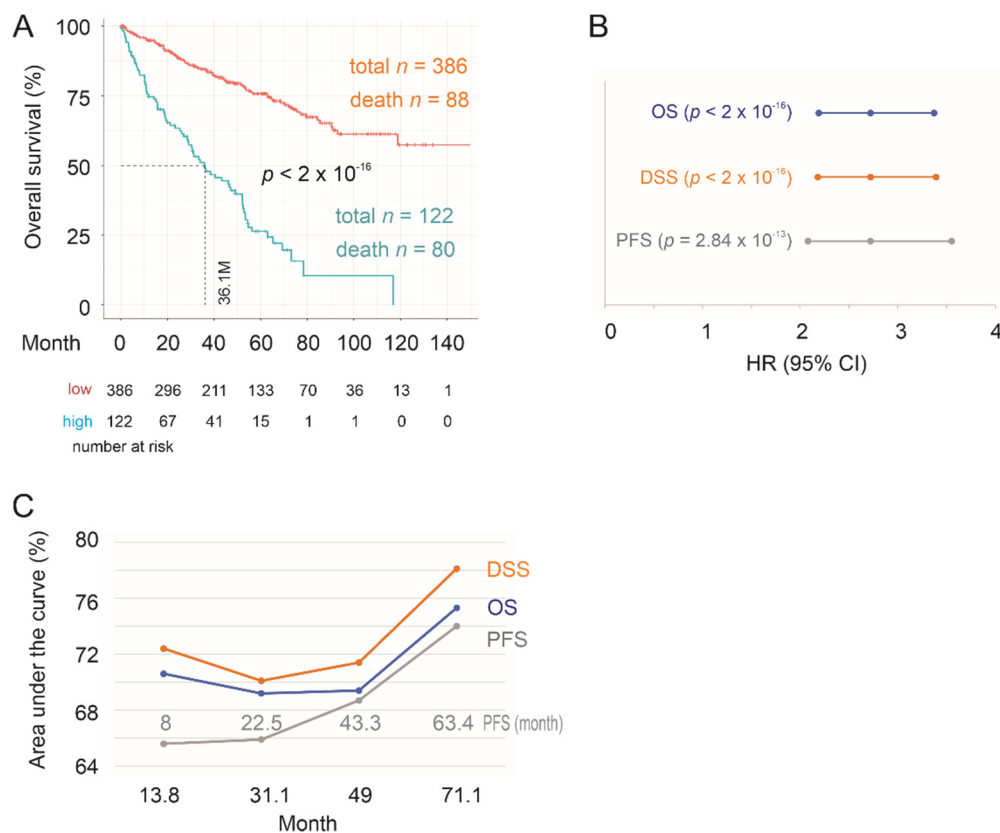 A
Overall survival (%)
100
75
50
25
0
total n = 386
death n = 88
p < 2 x 10⁻¹⁶
total n = 122
death n = 80
36.1M
Month 0 20 40 60 80 100 120 140
low 386 296 211 133 70 36 13 1
high 122 67 41 15 1 1 0 0
number at risk
B
OS (p < 2 x 10⁻¹⁶)
DSS (p < 2 x 10⁻¹⁶)
PFS (p = 2.84 x 10⁻¹³)
0 1 2 3 4
HR (95% CI)
C
Area under the curve (%)
80
76
72
68
64
DSS
OS
PFS
8 22.5 43.3 63.4 PFS (month)
13.8 31.1 49 71.1
Month